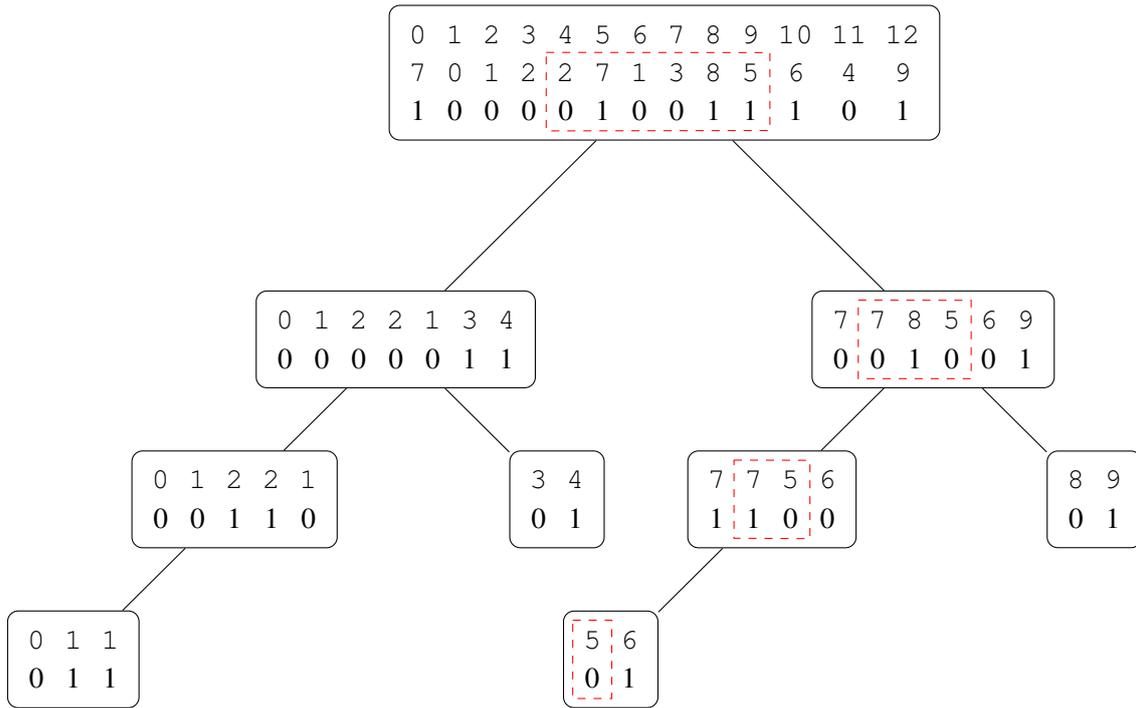 0 1 2 3 4 5 6 7 8 9 10 11 12
7 0 1 2 2 7 1 3 8 5 6 4 9
1 0 0 0 0 1 0 0 1 1 1 0 1
0 1 2 2 1 3 4
0 0 0 0 0 1 1
7 7 8 5 6 9
0 0 1 0 0 1
0 1 2 2 1
0 0 1 1 0
3 4
0 1
7 7 5 6
1 1 0 0
8 9
0 1
0 1 1
0 1 1
5 6
0 1